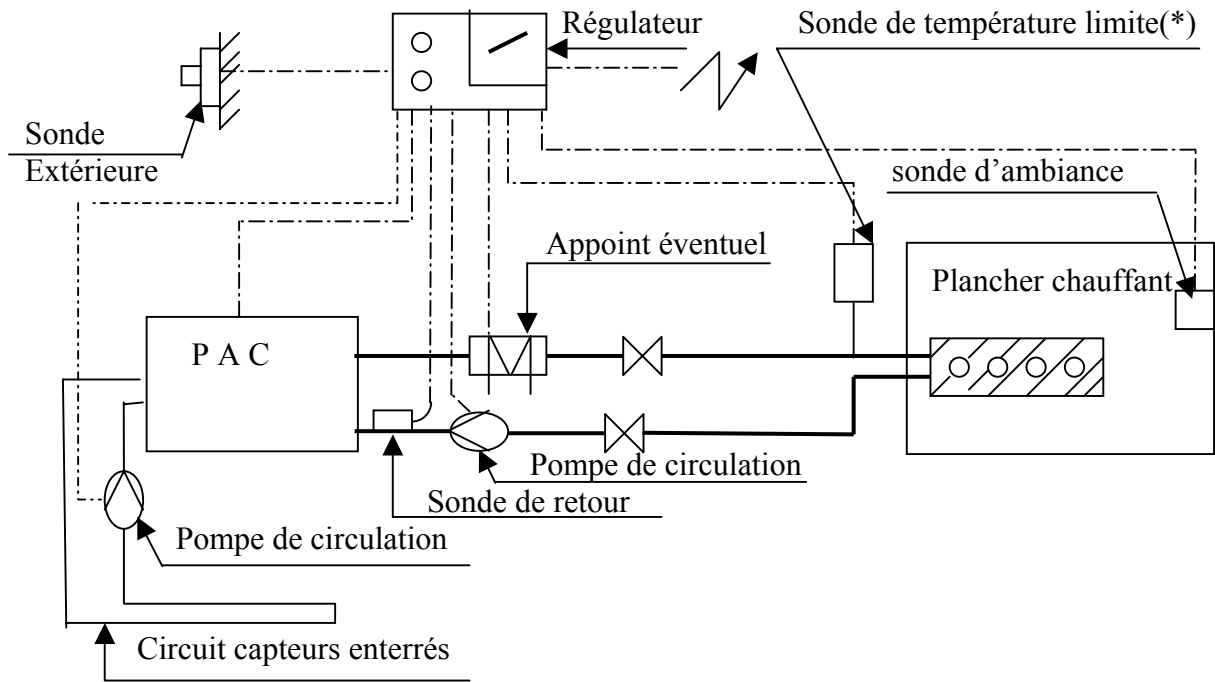 Régulateur
Sonde de température limite(*)
Sonde
Extérieure
sonde d’ambiance
Appoint éventuel
Plancher chauffant
P A C
Pompe de circulation
Sonde de retour
Pompe de circulation
Circuit capteurs enterrés